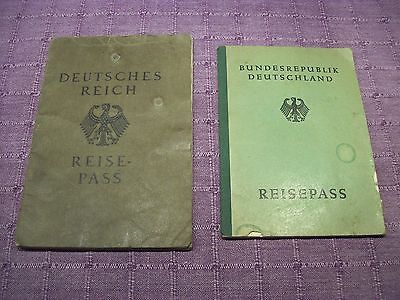 DEUTSCHES
REICH
REISE-
PASS
BUNDESREPUBLIK
DEUTSCHLAND
REISEPASS